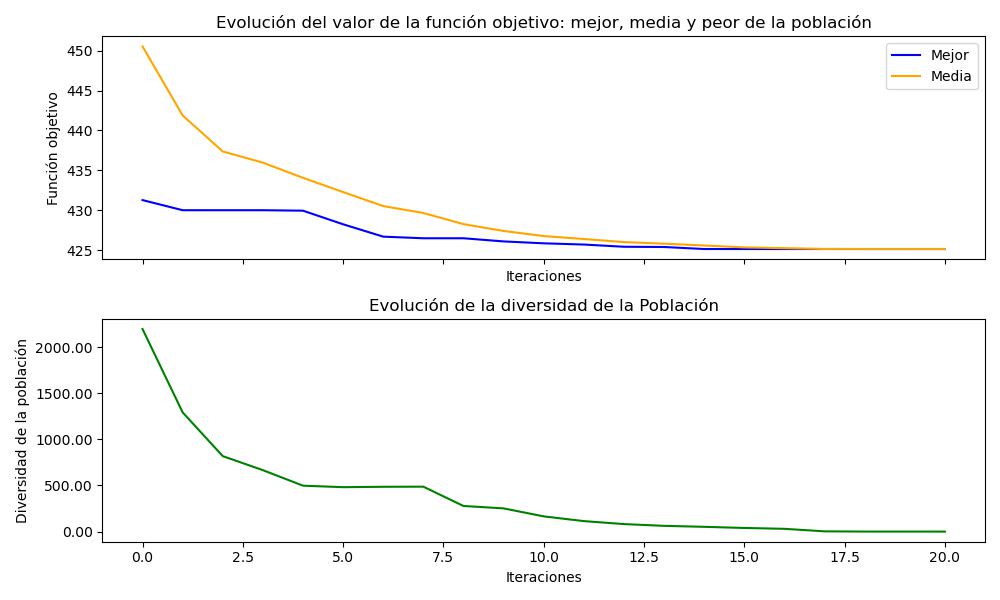 Evolución del valor de la función objetivo: mejor, media y peor de la población
Función objetivo
450
445
440
435
430
425
Mejor
Media
Iteraciones
Evolución de la diversidad de la Población
Diversidad de la población
2000.00
1500.00
1000.00
500.00
0.00
0.0 2.5 5.0 7.5 10.0 12.5 15.0 17.5 20.0
Iteraciones